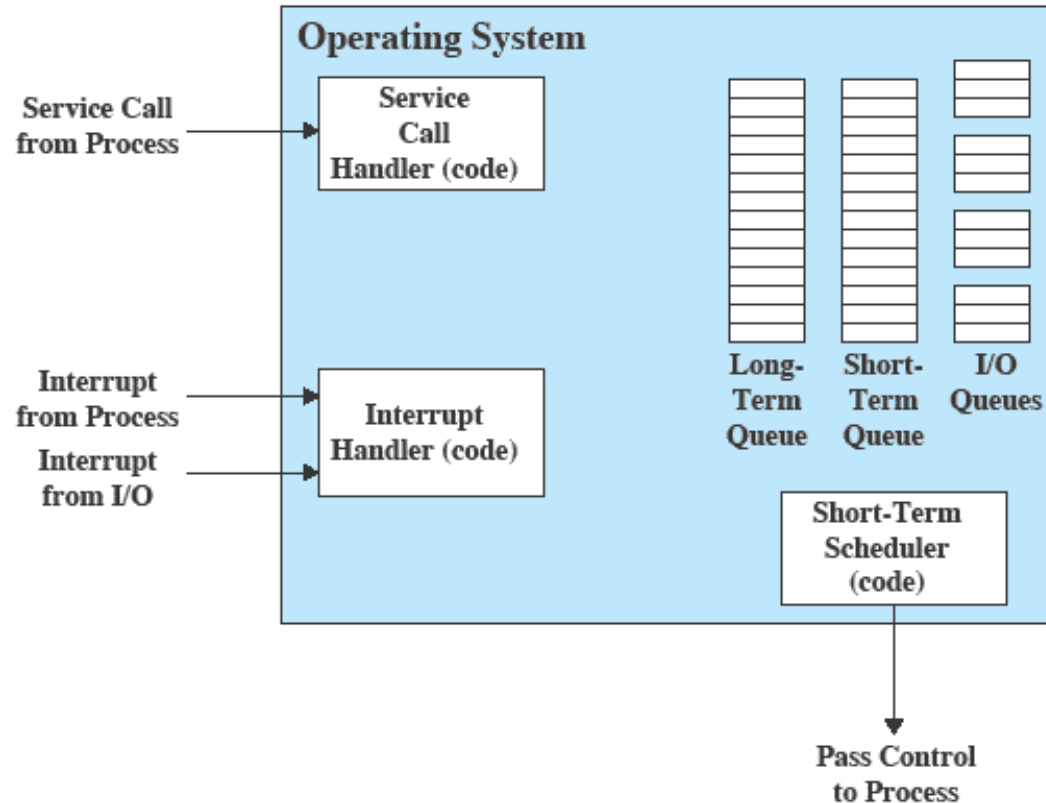 Operating System
Service Call
from Process
Service
Call
Handler (code)
Interrupt
from Process
Interrupt
from I/O
Interrupt
Handler (code)
Long-
Term
Queue
Short-
Term
Queue
I/O
Queues
Short-Term
Scheduler
(code)
Pass Control
to Process